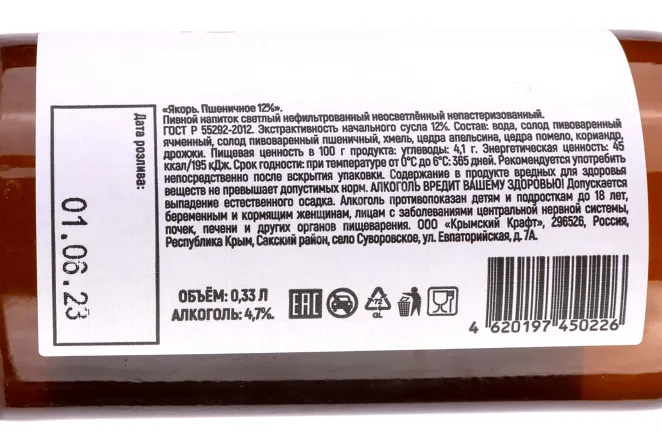 Дата розлива:
01.06.23
«Якорь. Пшеничное 12%».
Пивной напиток светлый нефильтрованный неосветлённый непастеризованный.
ГОСТ Р 55292-2012. Экстрактивность начального сусла 12%. Состав: вода, солод пивоваренный
ячменный, солод пивоваренный пшеничный, хмель, цедра апельсина, цедра помело, кориандр,
дрожжи. Пищевая ценность в 100 г продукта: углеводы: 4,1 г. Энергетическая ценность: 45
ккал/195 кДж. Срок годности: при температуре от 0°C до 6°C: 365 дней. Рекомендуется употребить
непосредственно после вскрытия упаковки. Содержание в продукте вредных для здоровья
веществ не превышает допустимых норм. АЛКОГОЛЬ ВРЕДИТ ВАШЕМУ ЗДОРОВЬЮ! Допускается
выпадение естественного осадка. Алкоголь противопоказан детям и подросткам до 18 лет,
беременным и кормящим женщинам, лицам с заболеваниями центральной нервной системы,
почек, печени и других органов пищеварения. ООО «Крымский Крафт», 296526, Россия,
Республика Крым, Сакский район, село Суворовское, ул. Евпаторийская, д. 7А.
ОБЪЁМ: 0,33 Л
АЛКОГОЛЬ: 4,7%.
EAC
72
GL
4 620197 450226